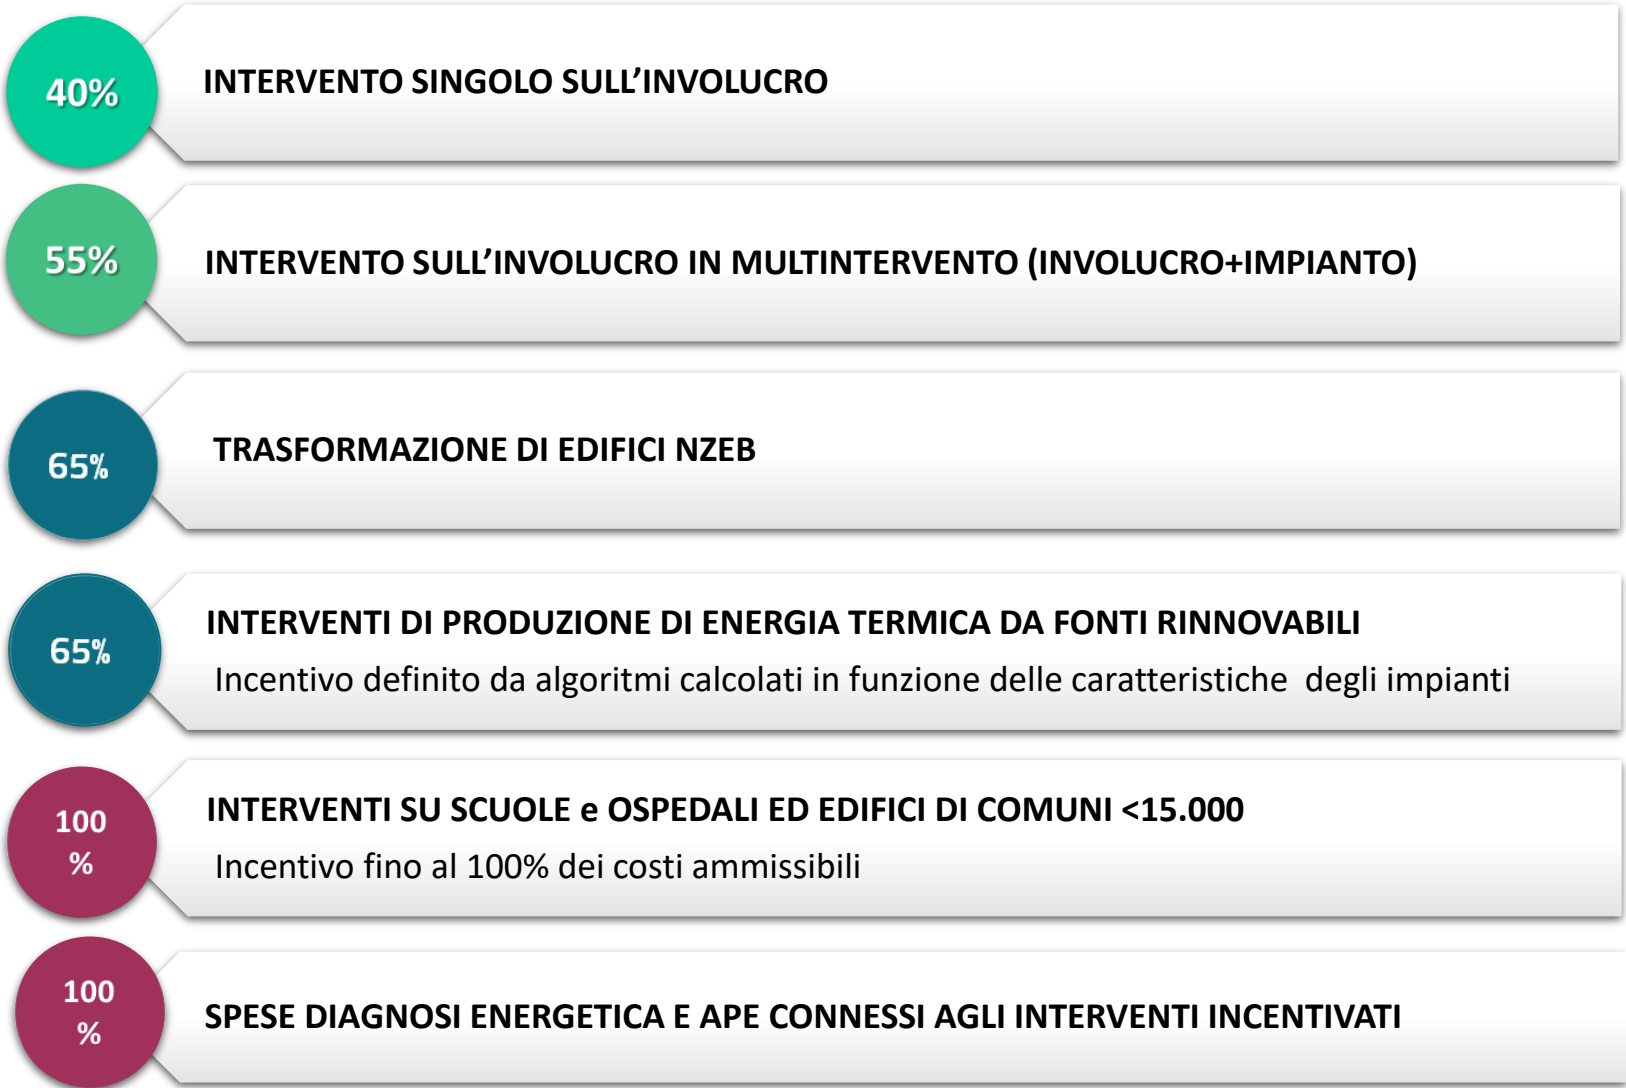 40%
INTERVENTO SINGOLO SULL’INVOLUCRO
55%
INTERVENTO SULL’INVOLUCRO IN MULTINTERVENTO (INVOLUCRO+IMPIANTO)
65%
TRASFORMAZIONE DI EDIFICI NZEB
65%
INTERVENTI DI PRODUZIONE DI ENERGIA TERMICA DA FONTI RINNOVABILI
Incentivo definito da algoritmi calcolati in funzione delle caratteristiche degli impianti
100
%
INTERVENTI SU SCUOLE e OSPEDALI ED EDIFICI DI COMUNI <15.000
Incentivo fino al 100% dei costi ammissibili
100
%
SPESE DIAGNOSI ENERGETICA E APE CONNESSI AGLI INTERVENTI INCENTIVATI